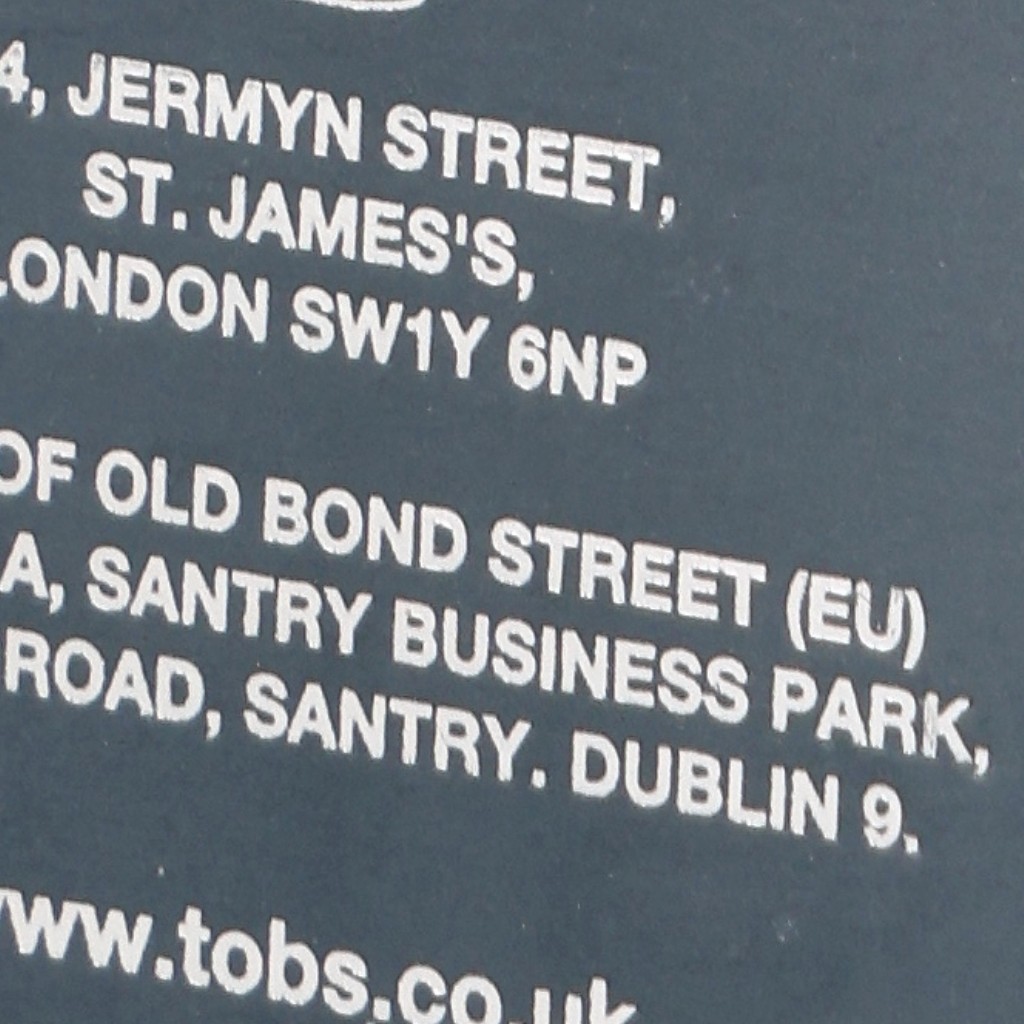 4, JERMYN STREET,
ST. JAMES'S,
LONDON SW1Y 6NP
OF OLD BOND STREET (EU)
A, SANTRY BUSINESS PARK,
ROAD, SANTRY. DUBLIN 9.
www.tobs.co.uk